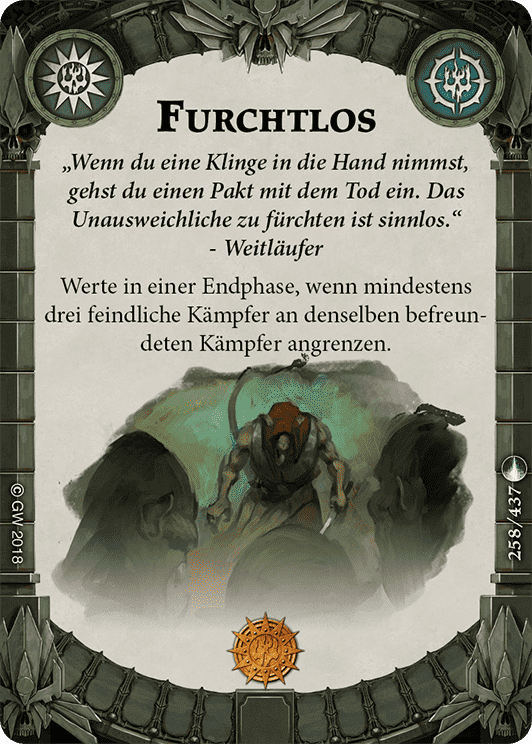 Furchtlos
„Wenn du eine Klinge in die Hand nimmst,
gehst du einen Pakt mit dem Tod ein. Das
Unausweichliche zu fürchten ist sinnlos.“
- Weitläufer
Werte in einer Endphase, wenn mindestens
drei feindliche Kämpfer an denselben befreun-
deten Kämpfer angrenzen.
© GW 2018
258/437